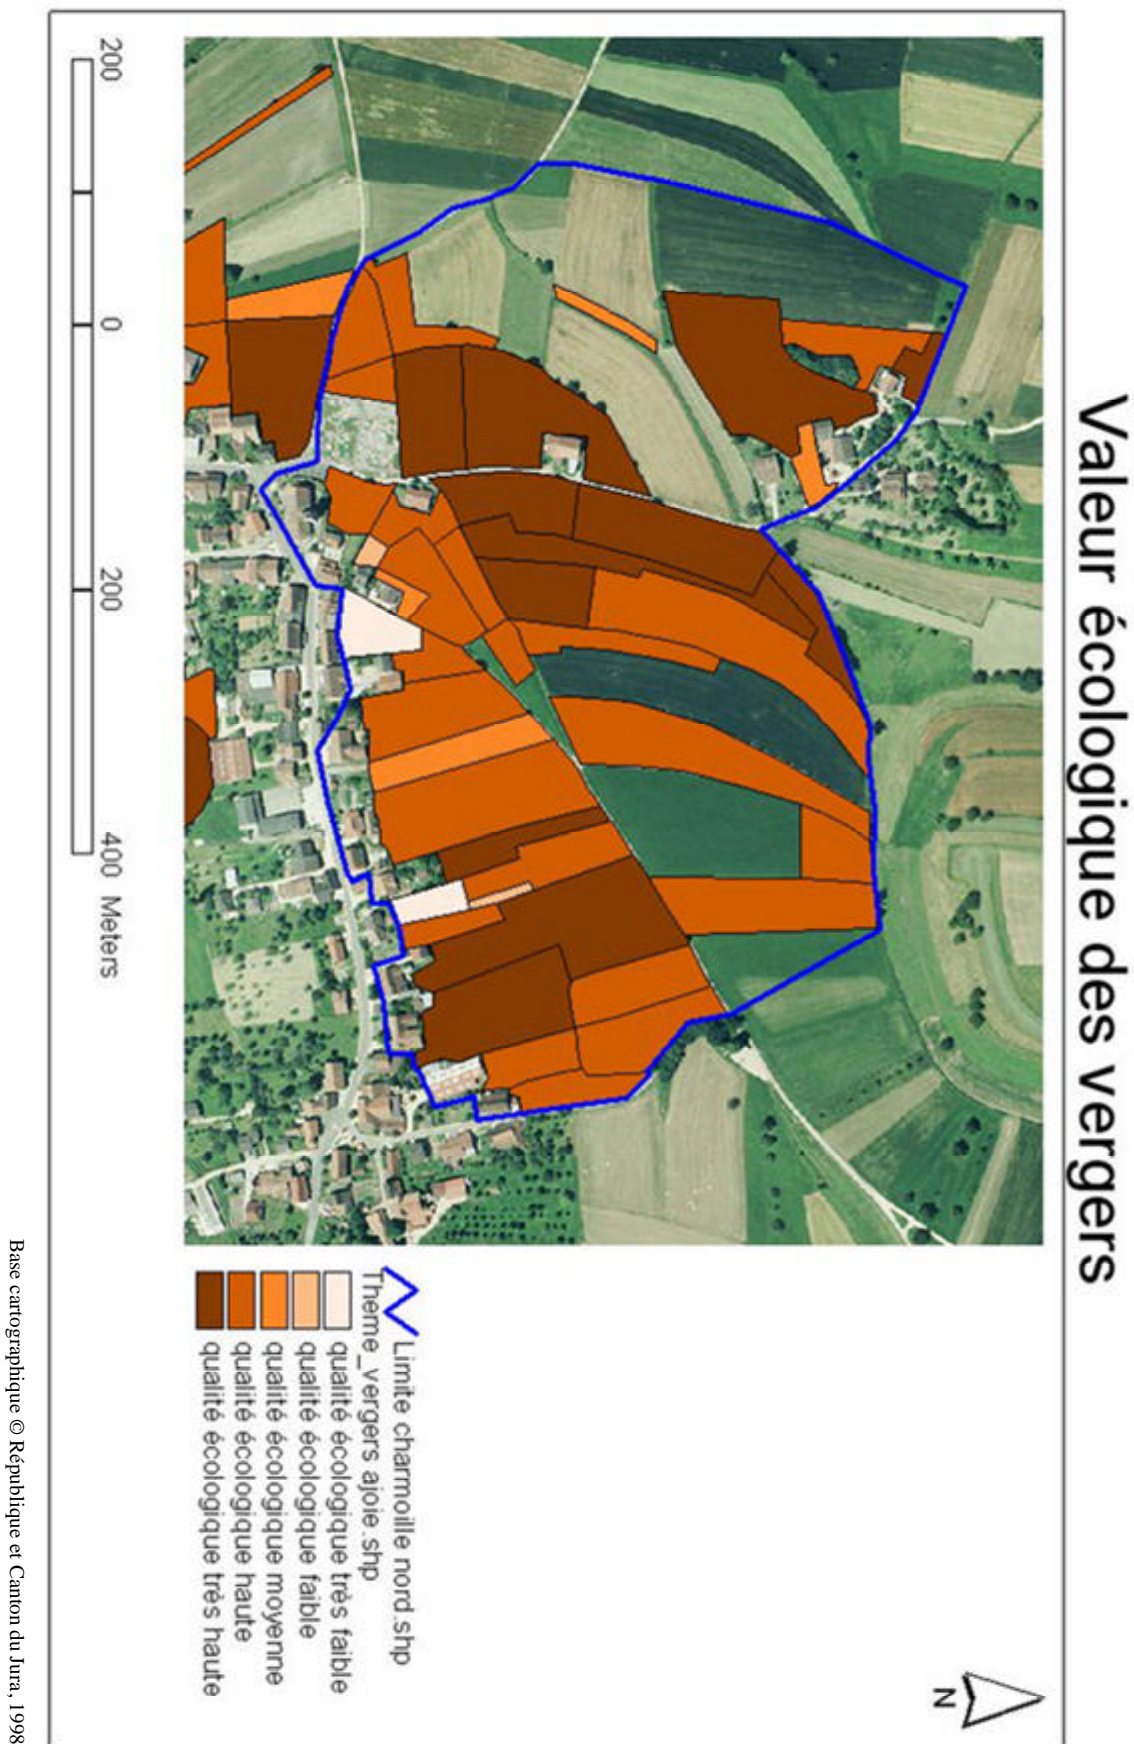 Valeur écologique des vergers
N
Limite charmoille nord.shp
Theme_vergers ajoie.shp
qualité écologique très faible
qualité écologique faible
qualité écologique moyenne
qualité écologique haute
qualité écologique très haute
200 0 200 400 Meters
Base cartographique © République et Canton du Jura, 1998